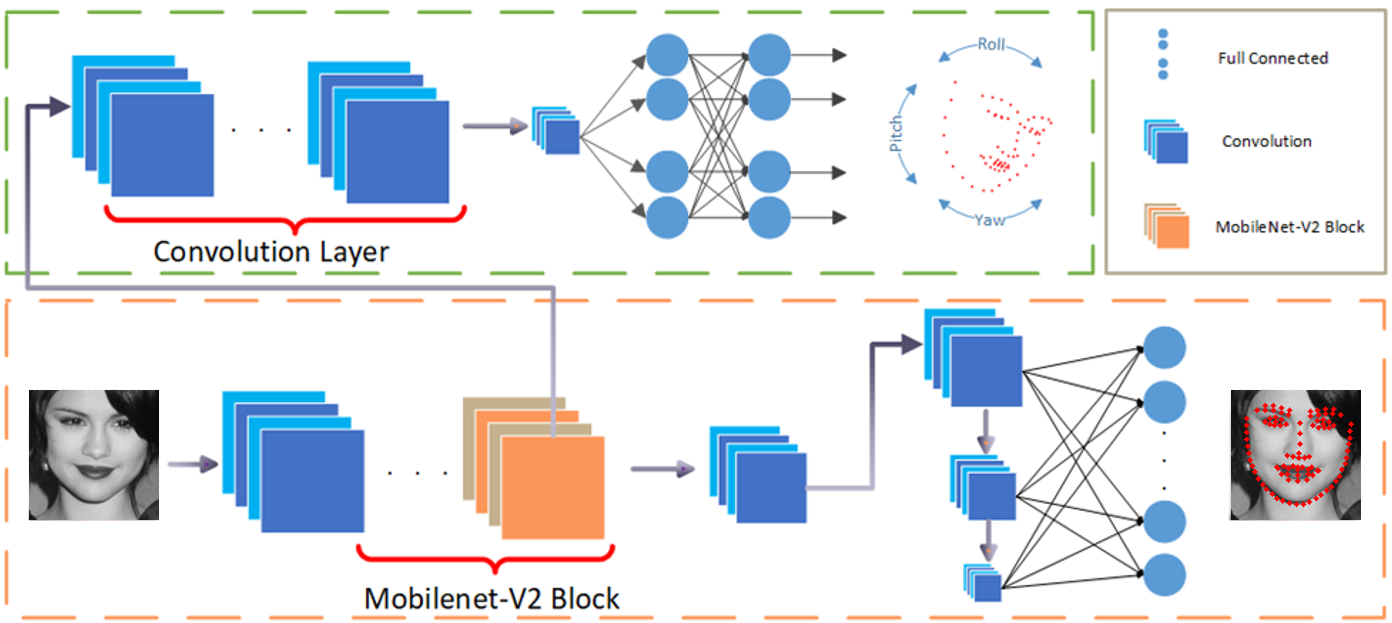 Roll
Pitch
Yaw
Convolution Layer
Full Connected
Convolution
MobileNet-V2 Block
Mobilenet-V2 Block